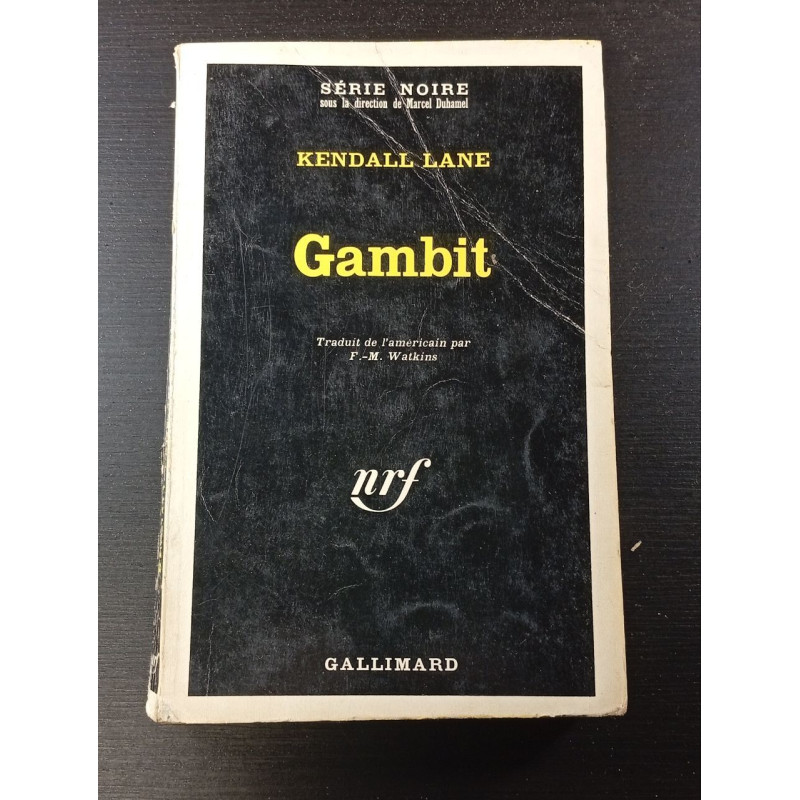 SÉRIE NOIRE
sous la direction de Marcel Duhamel
KENDALL LANE
Gambit
Traduit de l'américain par
F.-M. Watkins
nrf
GALLIMARD